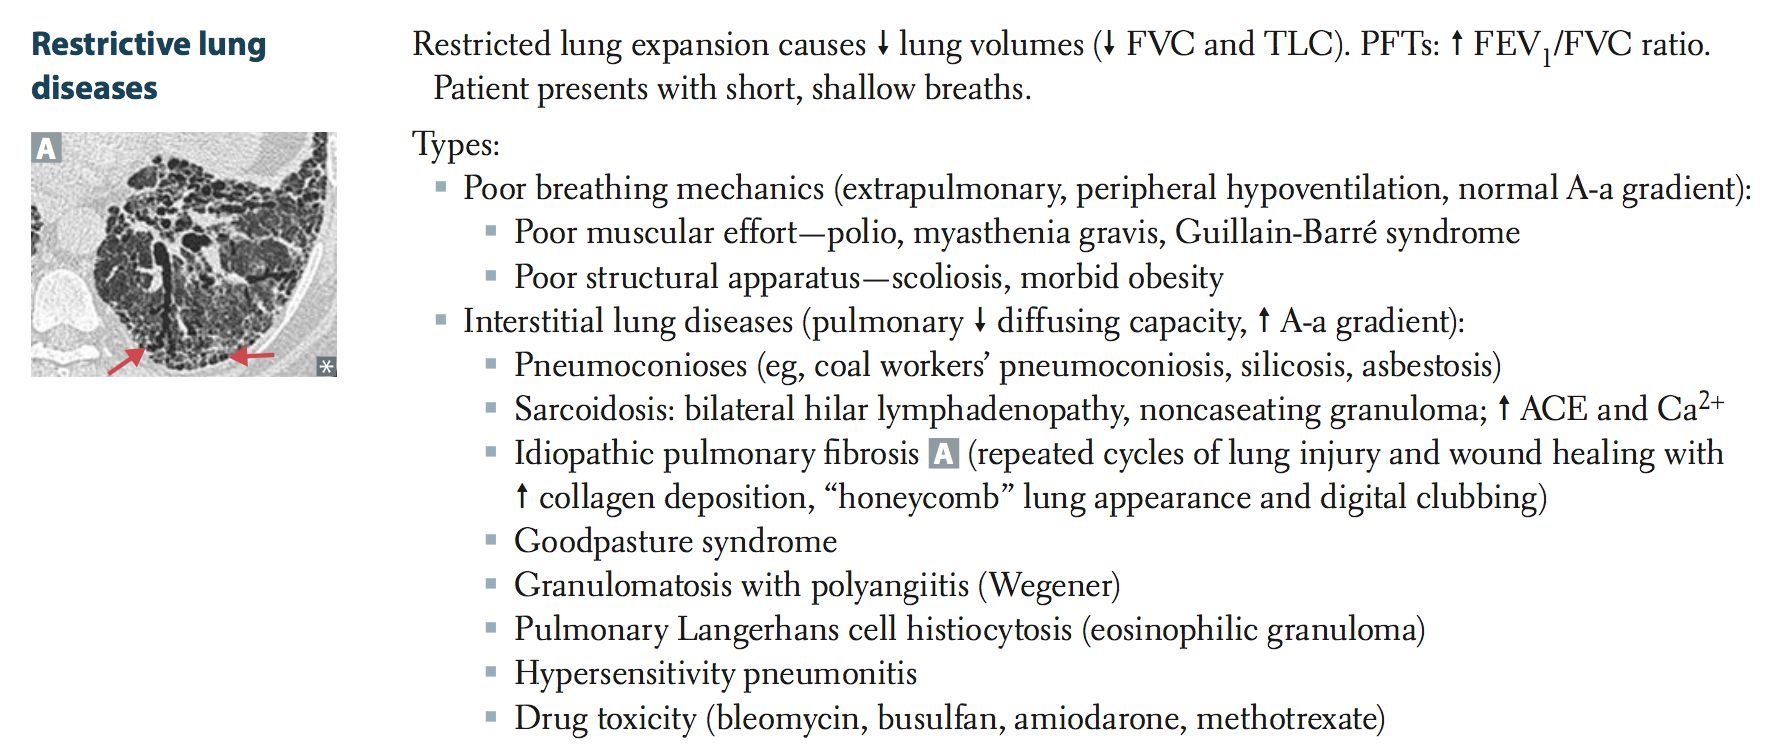 Restrictive lung
diseases
A
*
Restricted lung expansion causes ↓ lung volumes (↓ FVC and TLC). PFTs: ↑ FEV₁/FVC ratio.
Patient presents with short, shallow breaths.
Types:
▪ Poor breathing mechanics (extrapulmonary, peripheral hypoventilation, normal A-a gradient):
▪ Poor muscular effort—polio, myasthenia gravis, Guillain-Barré syndrome
▪ Poor structural apparatus—scoliosis, morbid obesity
▪ Interstitial lung diseases (pulmonary ↓ diffusing capacity, ↑ A-a gradient):
▪ Pneumoconioses (eg, coal workers’ pneumoconiosis, silicosis, asbestosis)
▪ Sarcoidosis: bilateral hilar lymphadenopathy, noncaseating granuloma; ↑ ACE and Ca²⁺
▪ Idiopathic pulmonary fibrosis A (repeated cycles of lung injury and wound healing with
↑ collagen deposition, “honeycomb” lung appearance and digital clubbing)
▪ Goodpasture syndrome
▪ Granulomatosis with polyangiitis (Wegener)
▪ Pulmonary Langerhans cell histiocytosis (eosinophilic granuloma)
▪ Hypersensitivity pneumonitis
▪ Drug toxicity (bleomycin, busulfan, amiodarone, methotrexate)